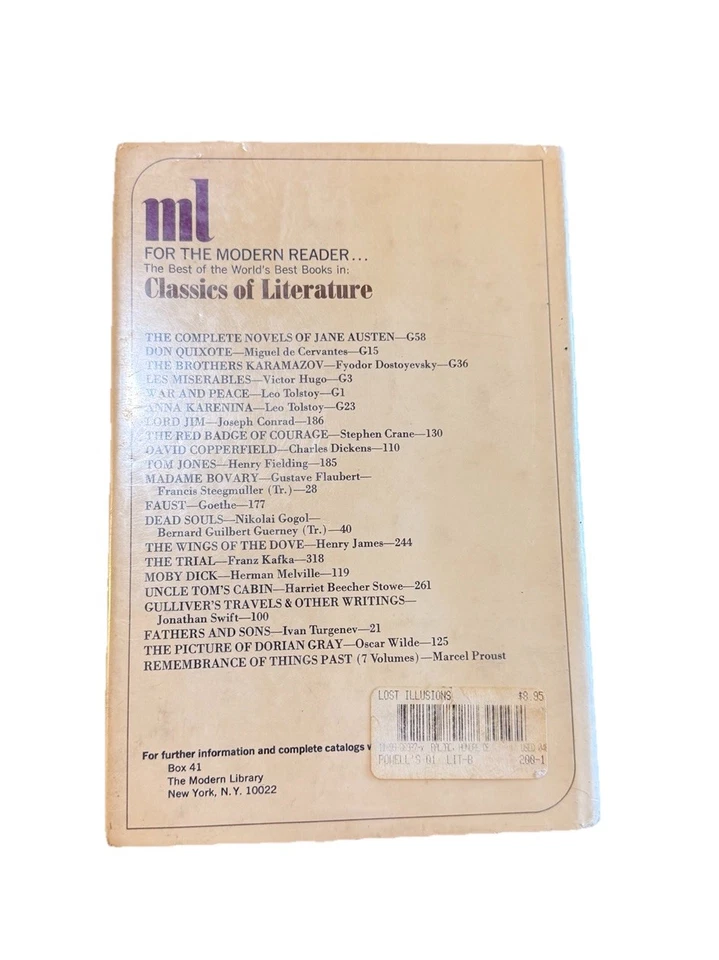 ml
FOR THE MODERN READER...
The Best of the World's Best Books in:
Classics of Literature
THE COMPLETE NOVELS OF JANE AUSTEN—G58
DON QUIXOTE—Miguel de Cervantes—G15
THE BROTHERS KARAMAZOV—Fyodor Dostoyevsky—G36
LES MISERABLES—Victor Hugo—G3
WAR AND PEACE—Leo Tolstoy—G1
ANNA KARENINA—Leo Tolstoy—G23
LORD JIM—Joseph Conrad—186
THE RED BADGE OF COURAGE—Stephen Crane—130
DAVID COPPERFIELD—Charles Dickens—110
TOM JONES—Henry Fielding—185
MADAME BOVARY—Gustave Flaubert—
Francis Steegmuller (Tr.)—28
FAUST—Goethe—177
DEAD SOULS—Nikolai Gogol—
Bernard Guilbert Guerney (Tr.)—40
THE WINGS OF THE DOVE—Henry James—244
THE TRIAL—Franz Kafka—318
MOBY DICK—Herman Melville—119
UNCLE TOM'S CABIN—Harriet Beecher Stowe—261
GULLIVER'S TRAVELS & OTHER WRITINGS—
Jonathan Swift—100
FATHERS AND SONS—Ivan Turgenev—21
THE PICTURE OF DORIAN GRAY—Oscar Wilde—125
REMEMBRANCE OF THINGS PAST (7 Volumes)—Marcel Proust
LOST ILLUSIONS $8.95
POWELL'S 01 LIT-B 200-1
For further information and complete catalogs
Box 41
The Modern Library
New York, N.Y. 10022